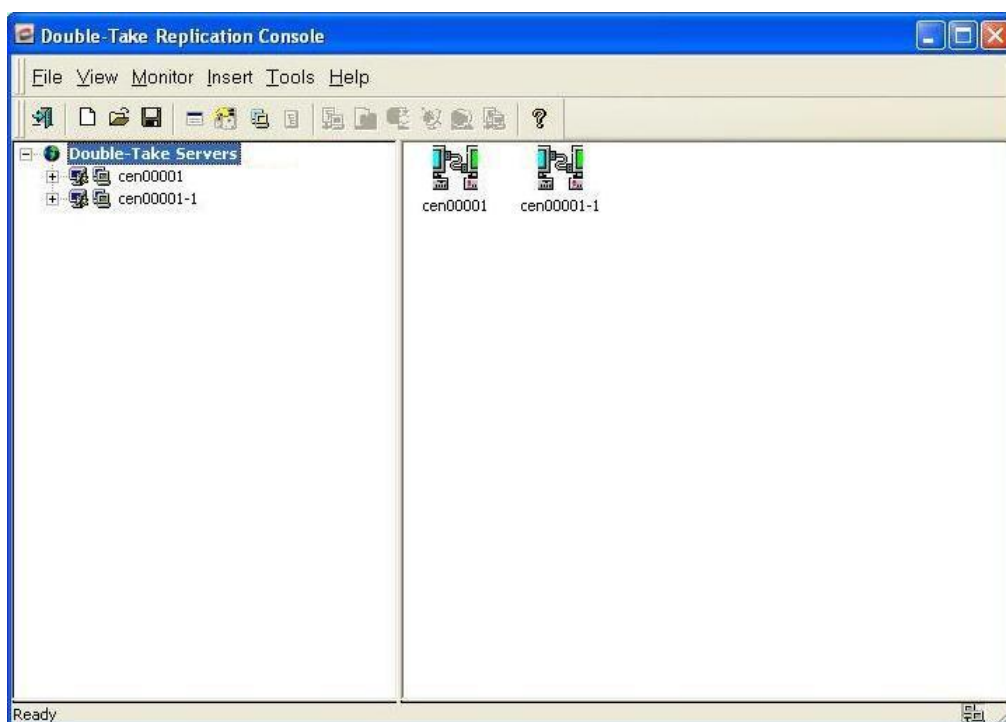 Double-Take Replication Console
File View Monitor Insert Tools Help
Double-Take Servers
cen00001
cen00001-1
cen00001 cen00001-1
Ready